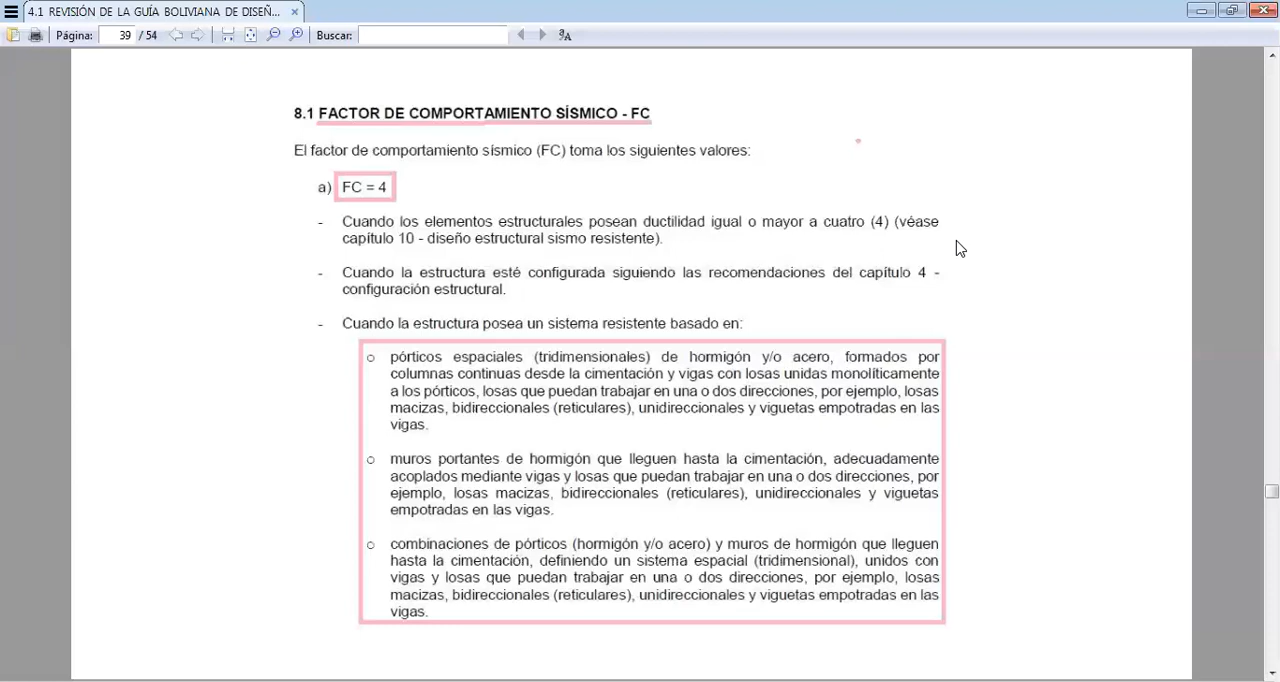 4.1 REVISIÓN DE LA GUÍA BOLIVIANA DE DISEÑ...
Página: 39 / 54 Buscar:
8.1 FACTOR DE COMPORTAMIENTO SÍSMICO - FC
El factor de comportamiento sísmico (FC) toma los siguientes valores:
a) FC = 4
- Cuando los elementos estructurales posean ductilidad igual o mayor a cuatro (4) (véase
capítulo 10 - diseño estructural sismo resistente).
- Cuando la estructura esté configurada siguiendo las recomendaciones del capítulo 4 -
configuración estructural.
- Cuando la estructura posea un sistema resistente basado en:
o pórticos espaciales (tridimensionales) de hormigón y/o acero, formados por
columnas continuas desde la cimentación y vigas con losas unidas monolíticamente
a los pórticos, losas que puedan trabajar en una o dos direcciones, por ejemplo, losas
macizas, bidireccionales (reticulares), unidireccionales y viguetas empotradas en las
vigas.
o muros portantes de hormigón que lleguen hasta la cimentación, adecuadamente
acoplados mediante vigas y losas que puedan trabajar en una o dos direcciones, por
ejemplo, losas macizas, bidireccionales (reticulares), unidireccionales y viguetas
empotradas en las vigas.
o combinaciones de pórticos (hormigón y/o acero) y muros de hormigón que lleguen
hasta la cimentación, definiendo un sistema espacial (tridimensional), unidos con
vigas y losas que puedan trabajar en una o dos direcciones, por ejemplo, losas
macizas, bidireccionales (reticulares), unidireccionales y viguetas empotradas en las
vigas.